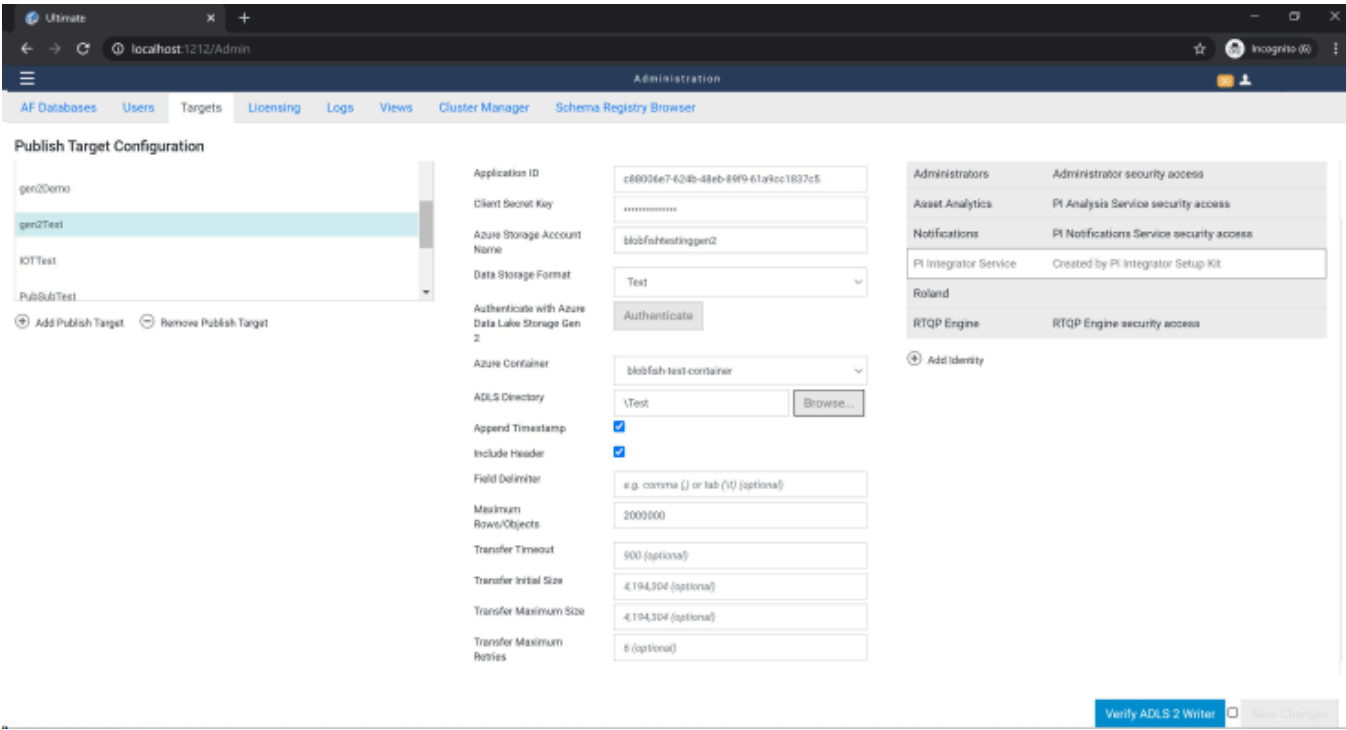 Ultimate
localhost:1212/Admin
Incognito (6)
Administration
AF Databases Users Targets Licensing Logs Views Cluster Manager Schema Registry Browser
Publish Target Configuration
gen2Demo
gen2Test
IOTTest
PubSubTest
Add Publish Target Remove Publish Target
Application ID
Client Secret Key
Azure Storage Account
Name
blobfishtestinggen2
Data Storage Format
Text
Authenticate with Azure
Data Lake Storage Gen
2
Authenticate
Azure Container
blobfish-test-container
ADLS Directory
\Test
Browse...
Append Timestamp
Include Header
Field Delimiter
e.g. comma (,) or tab (\t) (optional)
Maximum
Rows/Objects
2000000
Transfer Timeout
900 (optional)
Transfer Initial Size
4,194,304 (optional)
Transfer Maximum Size
4,194,304 (optional)
Transfer Maximum
Retries
6 (optional)
Administrators Administrator security access
Asset Analytics PI Analysis Service security access
Notifications PI Notifications Service security access
PI Integrator Service Created by PI Integrator Setup Kit
Roland
RTQP Engine RTQP Engine security access
Add Identity
Verify ADLS 2 Writer
Save Changes